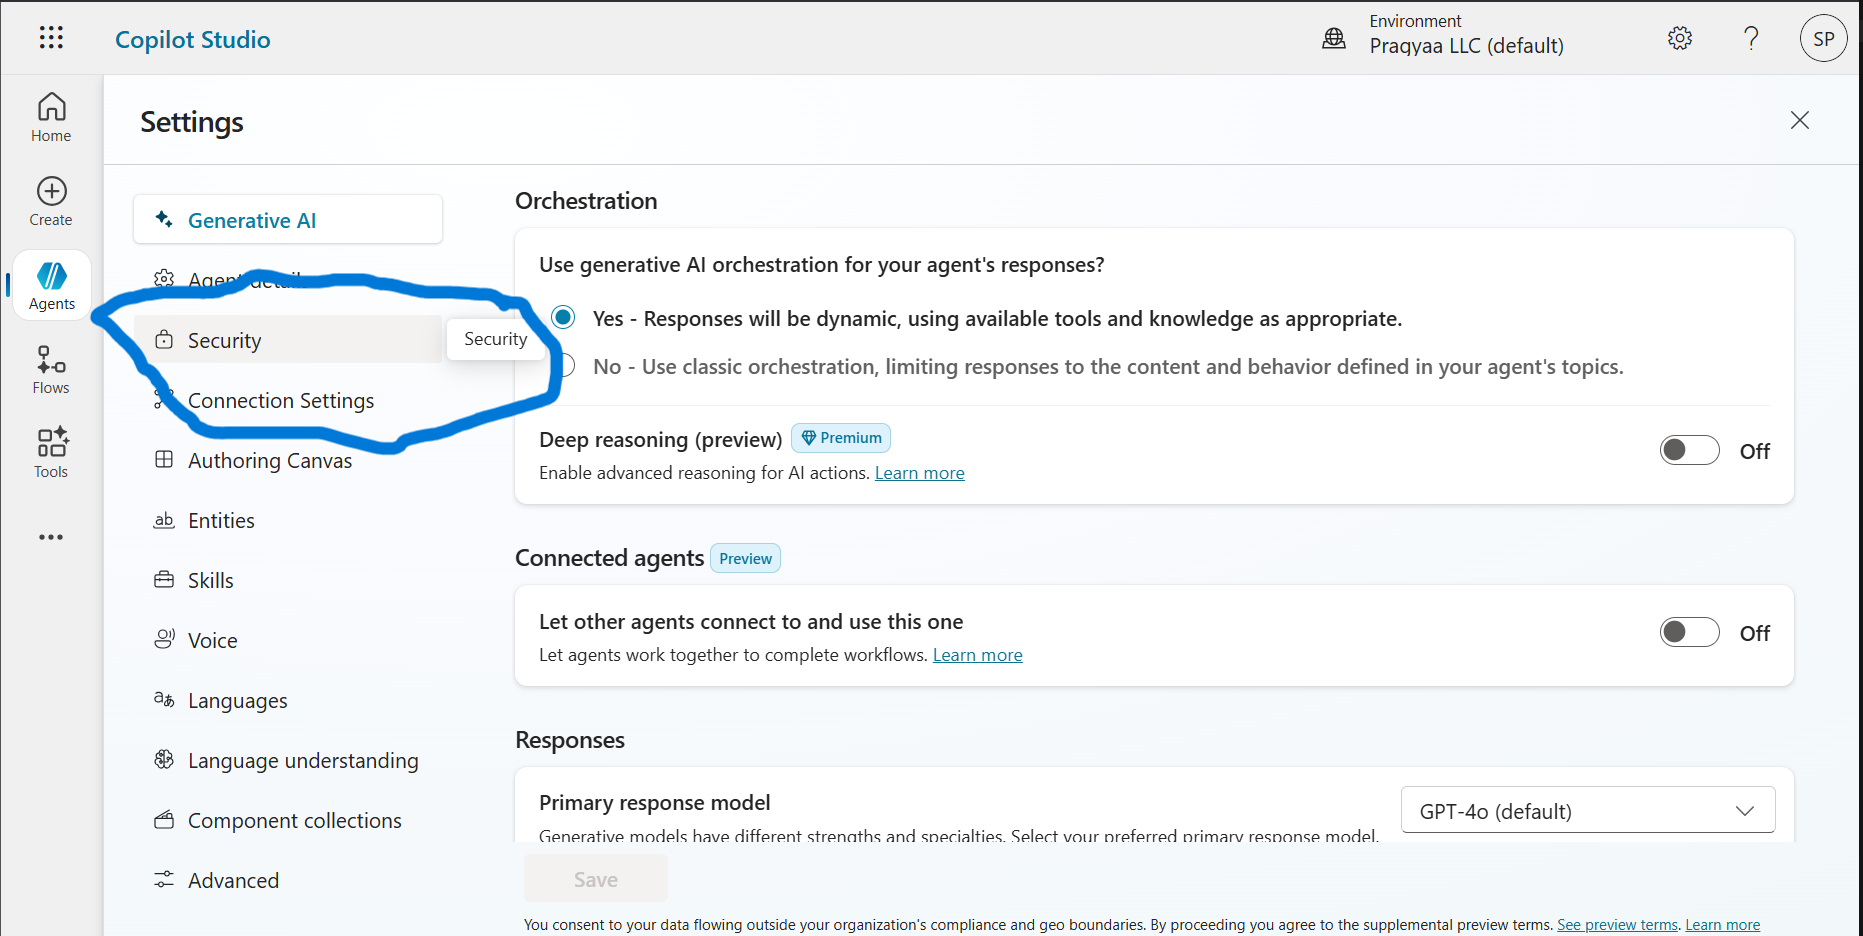 Copilot Studio
Environment
Pragyaa LLC (default)
SP
Home
Create
Agents
Flows
Tools
Settings
Generative AI
Agent details
Security
Security
Connection Settings
Authoring Canvas
Entities
Skills
Voice
Languages
Language understanding
Component collections
Advanced
Orchestration
Use generative AI orchestration for your agent's responses?
Yes - Responses will be dynamic, using available tools and knowledge as appropriate.
No - Use classic orchestration, limiting responses to the content and behavior defined in your agent's topics.
Deep reasoning (preview) Premium
Enable advanced reasoning for AI actions. Learn more
Off
Connected agents Preview
Let other agents connect to and use this one
Let agents work together to complete workflows. Learn more
Off
Responses
Primary response model
Generative models have different strengths and specialties. Select your preferred primary response model.
GPT-4o (default)
Save
You consent to your data flowing outside your organization's compliance and geo boundaries. By proceeding you agree to the supplemental preview terms. See preview terms. Learn more